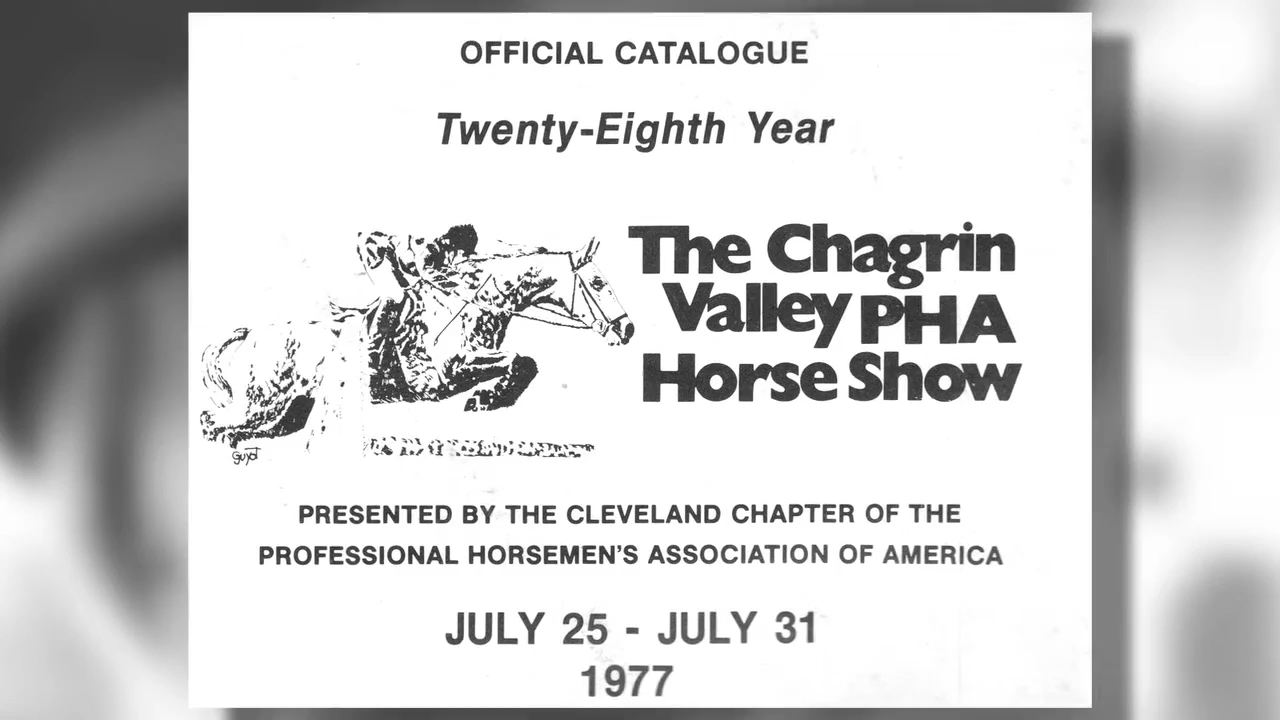 OFFICIAL CATALOGUE
Twenty-Eighth Year
The Chagrin
Valley PHA
Horse Show
Guyot
PRESENTED BY THE CLEVELAND CHAPTER OF THE
PROFESSIONAL HORSEMEN'S ASSOCIATION OF AMERICA
JULY 25 - JULY 31
1977